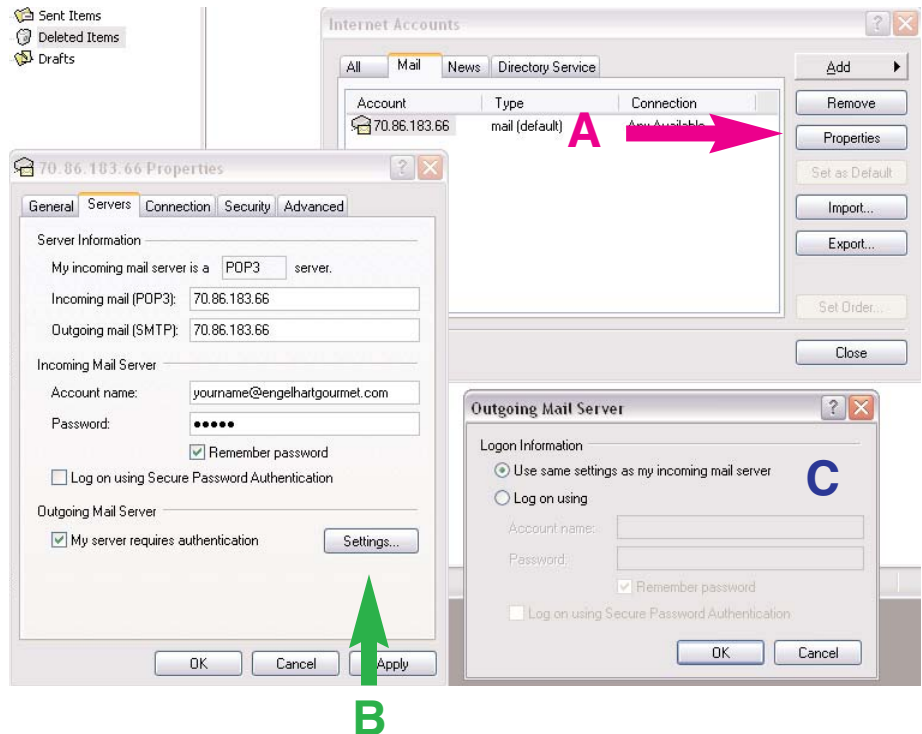 Sent Items
Deleted Items
Drafts
Internet Accounts
All Mail News Directory Service
Add
Remove
Properties
Set as Default
Import...
Export...
Set Order...
Close
Account Type Connection
70.86.183.66 mail (default) Any Available
A
70.86.183.66 Properties
General Servers Connection Security Advanced
Server Information
My incoming mail server is a POP3 server.
Incoming mail (POP3): 70.86.183.66
Outgoing mail (SMTP): 70.86.183.66
Incoming Mail Server
Account name: yourname@engelhartgourmet.com
Password: •••••
Remember password
Log on using Secure Password Authentication
Outgoing Mail Server
My server requires authentication Settings...
OK Cancel Apply
B
Outgoing Mail Server
Logon Information
Use same settings as my incoming mail server
C
Log on using
Account name:
Password:
Remember password
Log on using Secure Password Authentication
OK Cancel